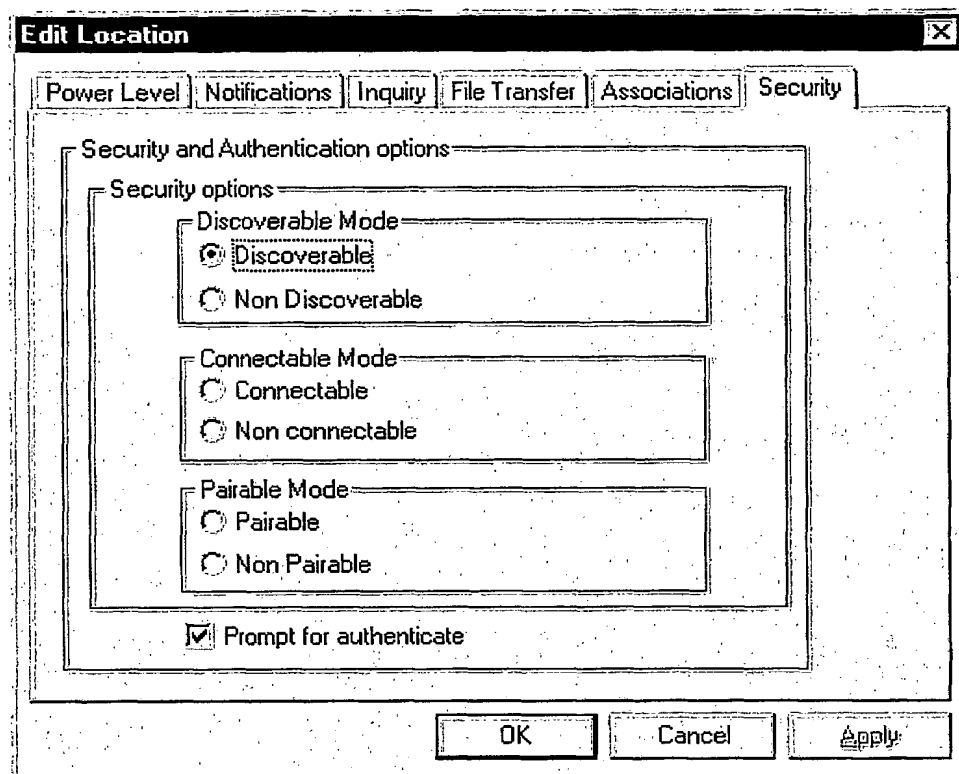 Edit Location
Power Level Notifications Inquiry File Transfer Associations Security
Security and Authentication options
Security options
Discoverable Mode
Discoverable
Non Discoverable
Connectable Mode
Connectable
Non connectable
Pairable Mode
Pairable
Non Pairable
Prompt for authenticate
OK Cancel Apply